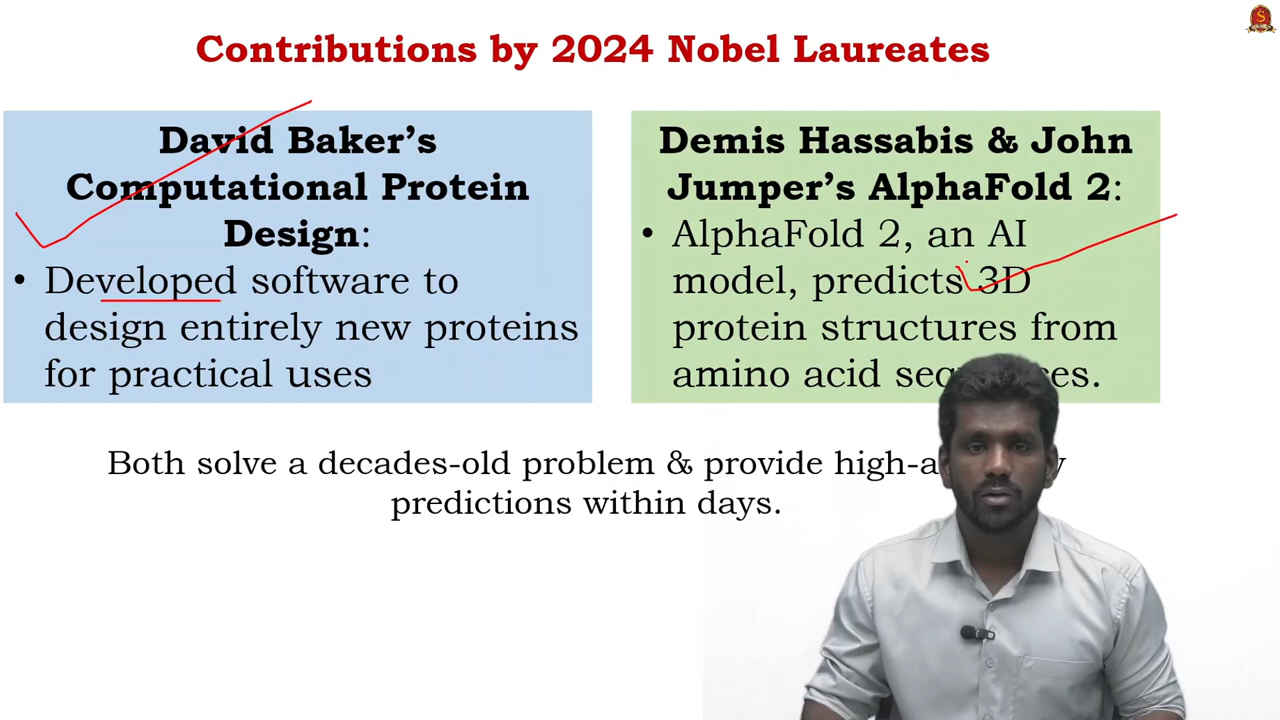 Contributions by 2024 Nobel Laureates
David Baker’s
Computational Protein
Design:
• Developed software to
design entirely new proteins
for practical uses
Demis Hassabis & John
Jumper’s AlphaFold 2:
• AlphaFold 2, an AI
model, predicts 3D
protein structures from
amino acid
Both solve a decades-old problem & provide
predictions within days.